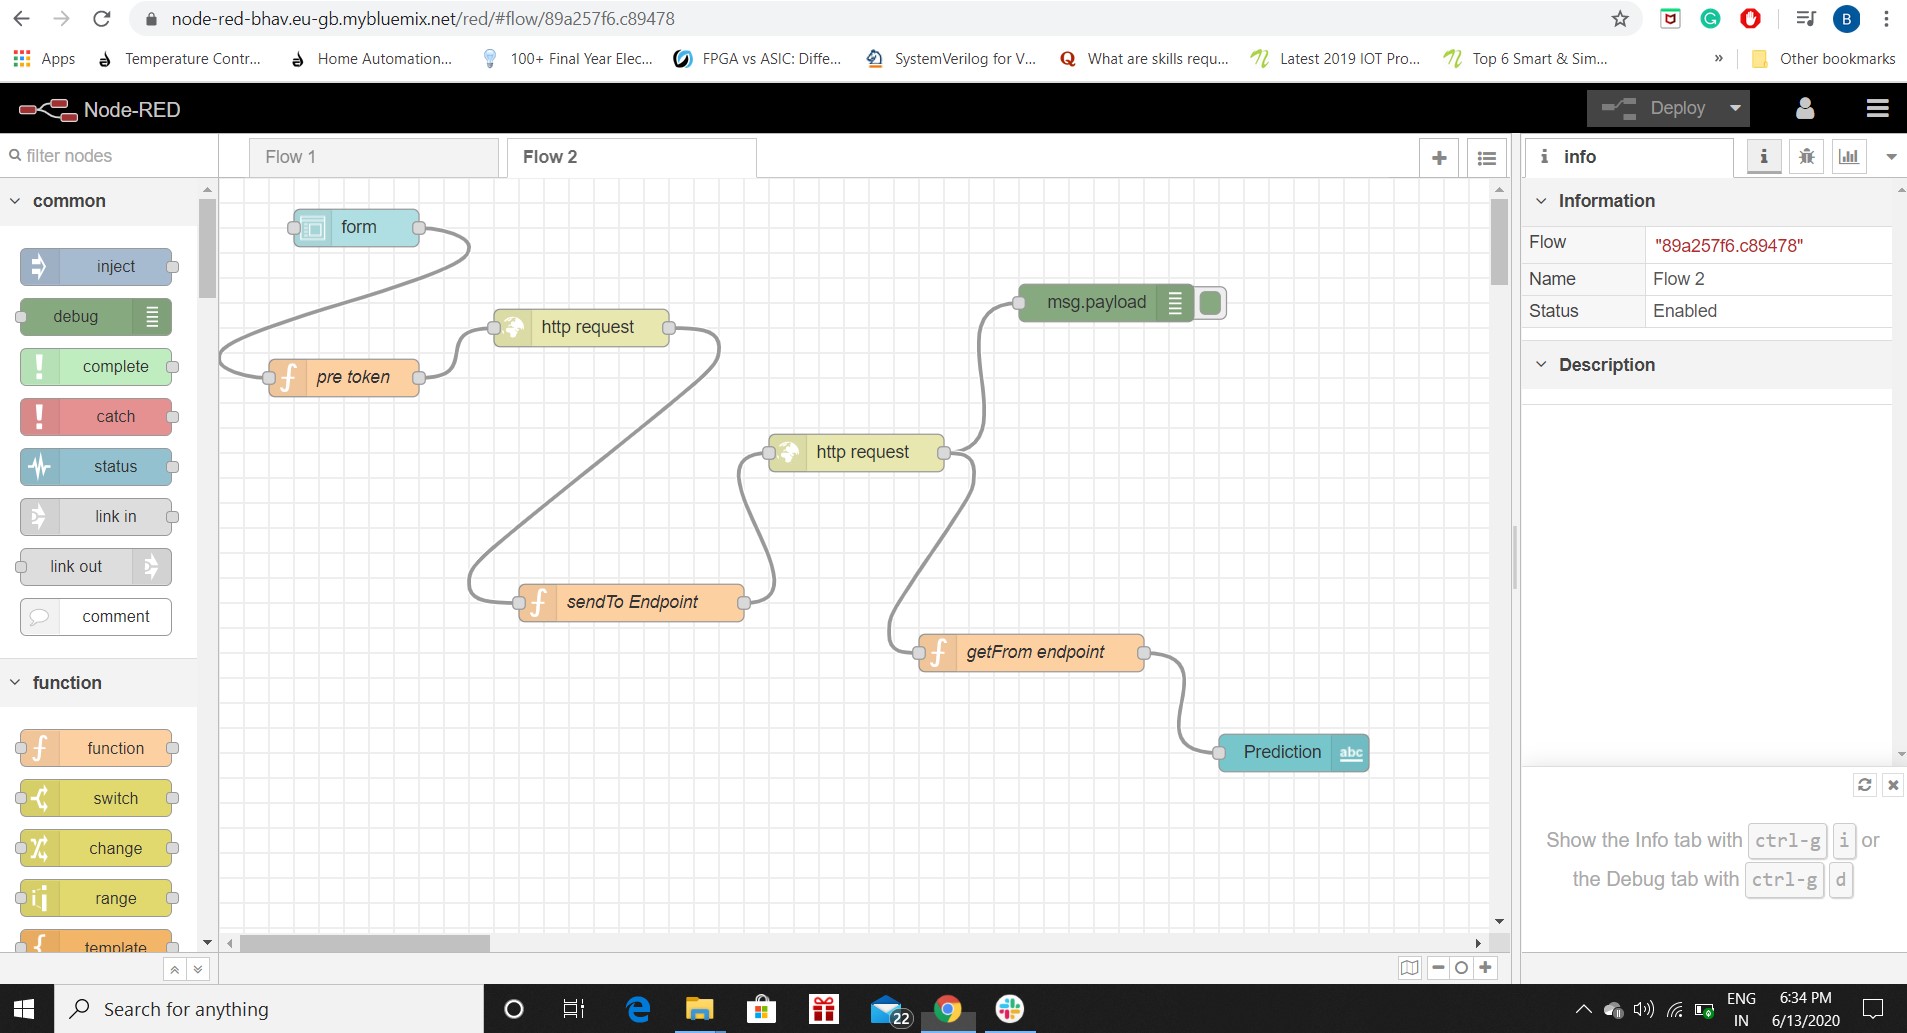 node-red-bhav.eu-gb.mybluemix.net/red/#flow/89a257f6.c89478
B
Apps
Temperature Contr...
Home Automation...
100+ Final Year Elec...
FPGA vs ASIC: Diffe...
SystemVerilog for V...
Q
What are skills requ...
Latest 2019 IOT Pro...
Top 6 Smart & Sim...
»
Other bookmarks
Node-RED
Deploy
filter nodes
Flow 1
Flow 2
i info
i
common
inject
debug
complete
catch
status
link in
link out
comment
function
function
switch
change
range
template
form
pre token
http request
msg.payload
http request
sendTo Endpoint
getFrom endpoint
Prediction
abc
Information
Flow
"89a257f6.c89478"
Name
Flow 2
Status
Enabled
Description
Show the Info tab with ctrl-g i or
the Debug tab with ctrl-g d
Search for anything
22
ENG
IN
6:34 PM
6/13/2020